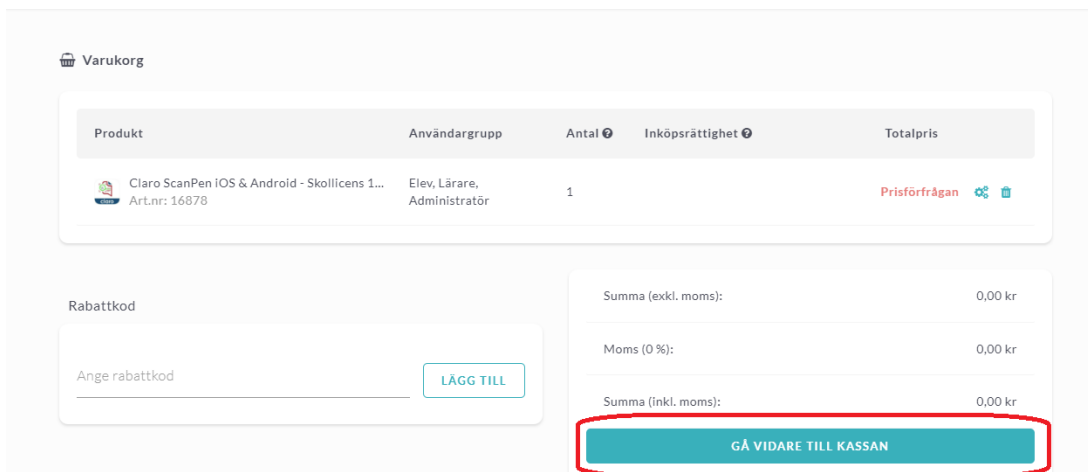 Varukorg
Produkt Användargrupp Antal Inköpsrättighet Totalpris
Claro ScanPen iOS & Android - Skollicens 1... Elev, Lärare, 1 Prisförfrågan
Art.nr: 16878 Administratör
claro
Rabattkod
Ange rabattkod LÄGG TILL
Summa (exkl. moms): 0,00 kr
Moms (0 %): 0,00 kr
Summa (inkl. moms): 0,00 kr
GÅ VIDARE TILL KASSAN